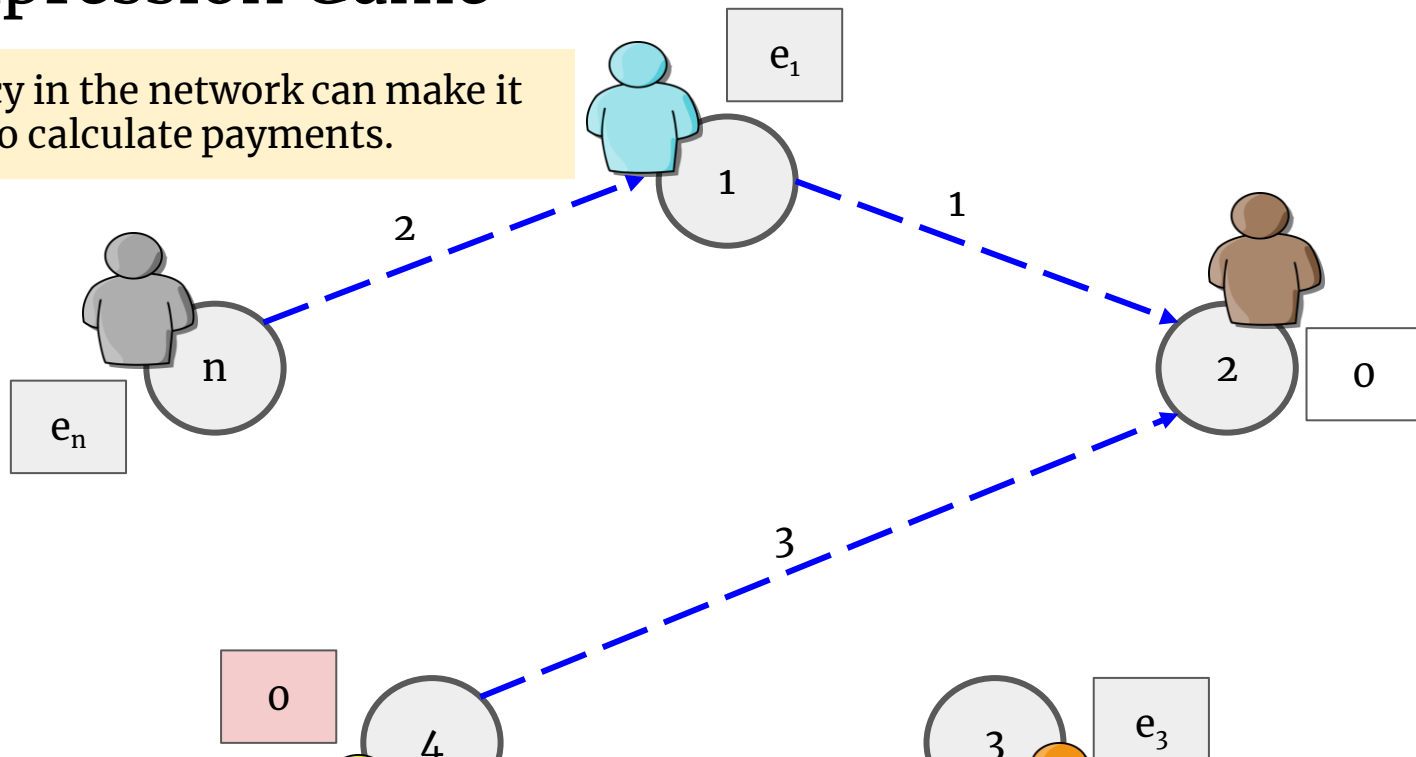 e₁
cy in the network can make it
o calculate payments.
1
1
2
n
2
0
eₙ
3
0
4
3
e₃